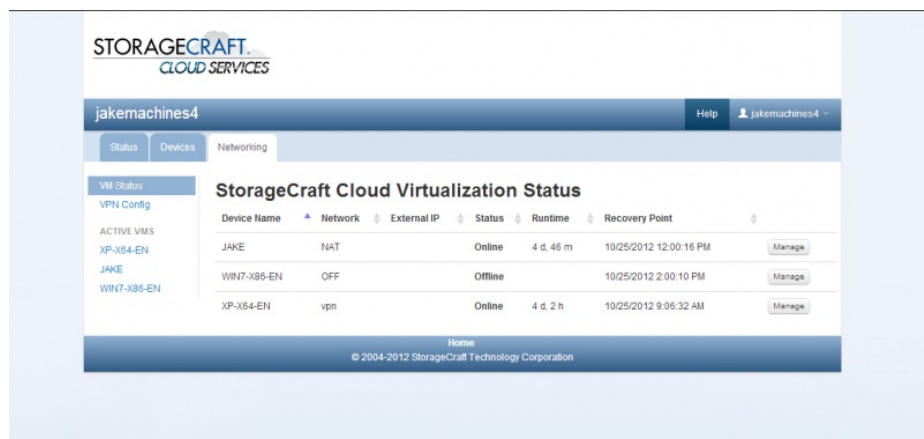 STORAGECRAFT.
CLOUD SERVICES
jakemachines4
Help
jakemachines4
Status Devices Networking
VM Status
VPN Config
ACTIVE VMS
XP-X64-EN
JAKE
WIN7-X86-EN
StorageCraft Cloud Virtualization Status
Device Name Network External IP Status Runtime Recovery Point
JAKE NAT Online 4 d, 46 m 10/25/2012 12:00:16 PM Manage
WIN7-X86-EN OFF Offline 10/25/2012 2:00:10 PM Manage
XP-X64-EN vpn Online 4 d, 2 h 10/25/2012 9:06:32 AM Manage
Home
© 2004-2012 StorageCraft Technology Corporation